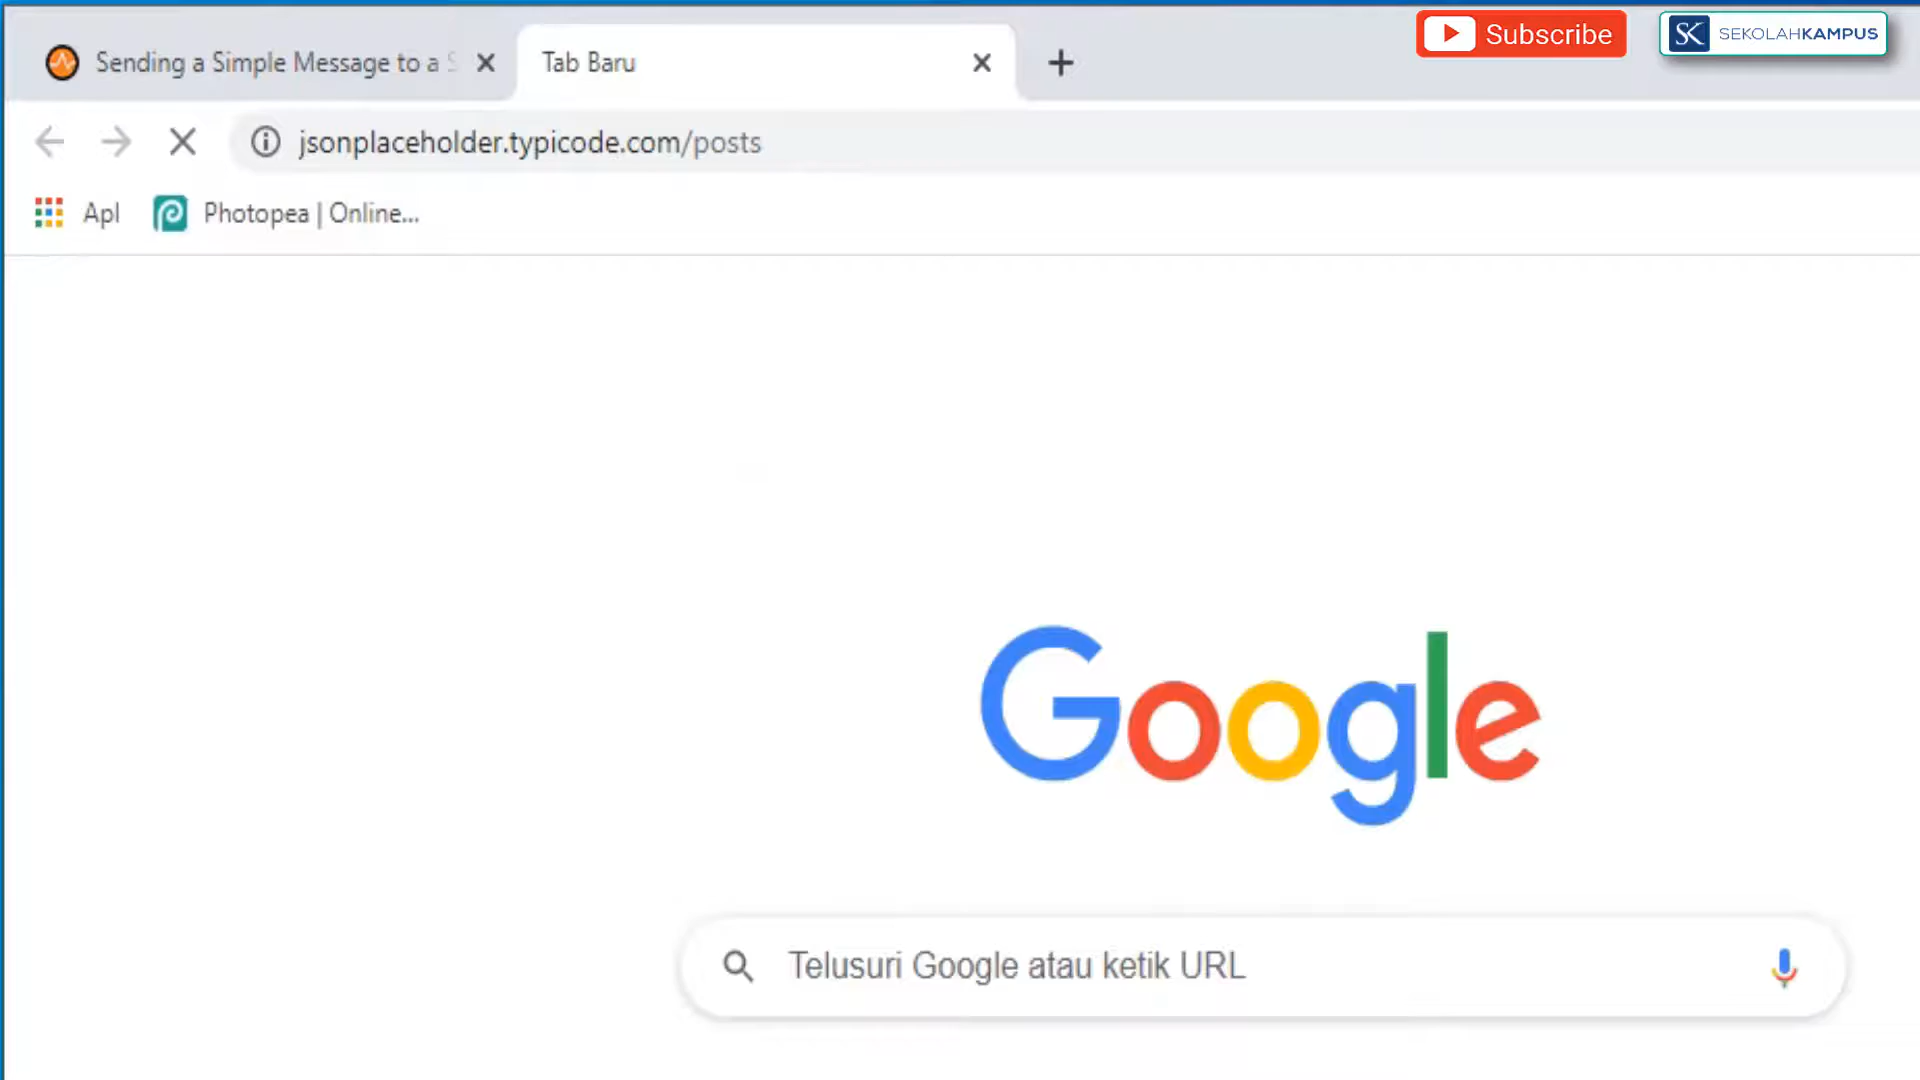 Subscribe
SK SEKOLAHKAMPUS
Sending a Simple Message to a S
Tab Baru
jsonplaceholder.typicode.com/posts
Apl
Photopea | Online...
Google
Telusuri Google atau ketik URL